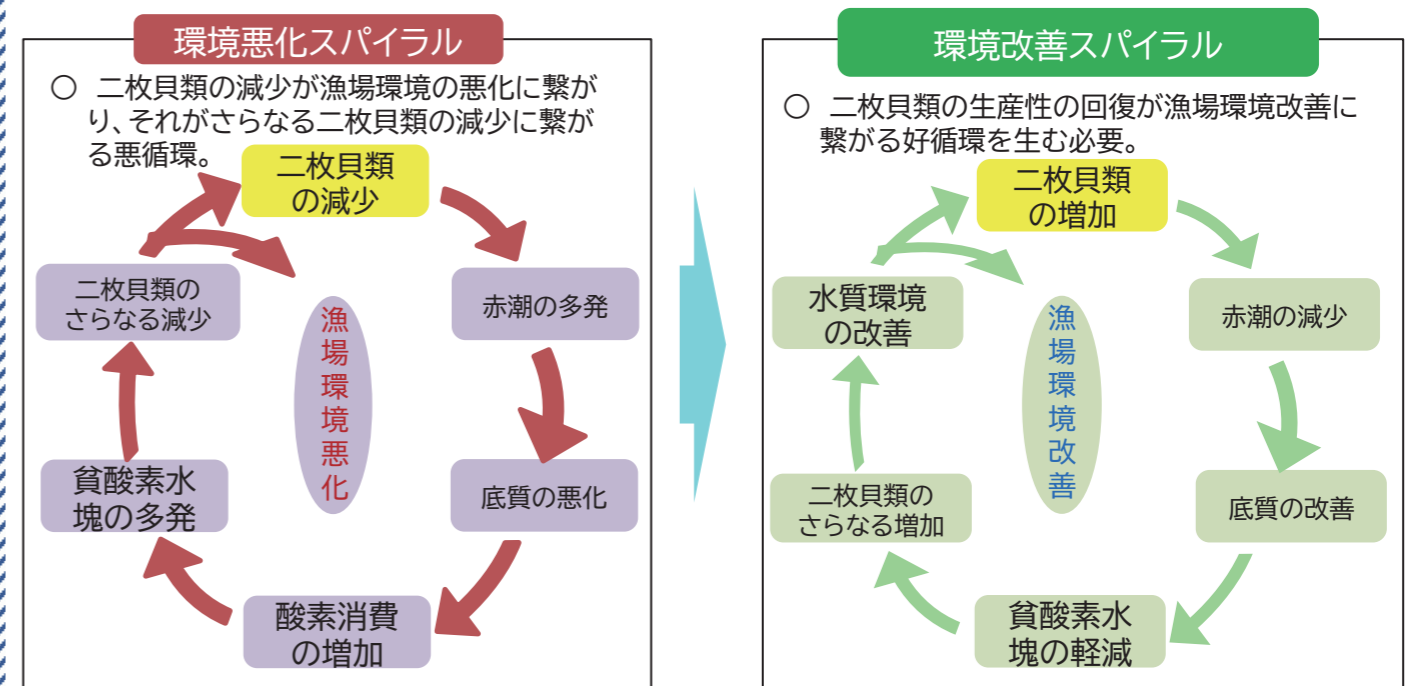 環境悪化スパイラル
○ 二枚貝類の減少が漁場環境の悪化に繋が
り、それがさらなる二枚貝類の減少に繋が
る悪循環。
二枚貝類
の減少
赤潮の多発
底質の悪化
酸素消費
の増加
貧酸素水
塊の多発
二枚貝類の
さらなる減少
漁場環境悪化
環境改善スパイラル
○ 二枚貝類の生産性の回復が漁場環境改善に
繋がる好循環を生む必要。
二枚貝類
の増加
赤潮の減少
底質の改善
貧酸素水
塊の軽減
二枚貝類の
さらなる増加
水質環境
の改善
漁場環境改善